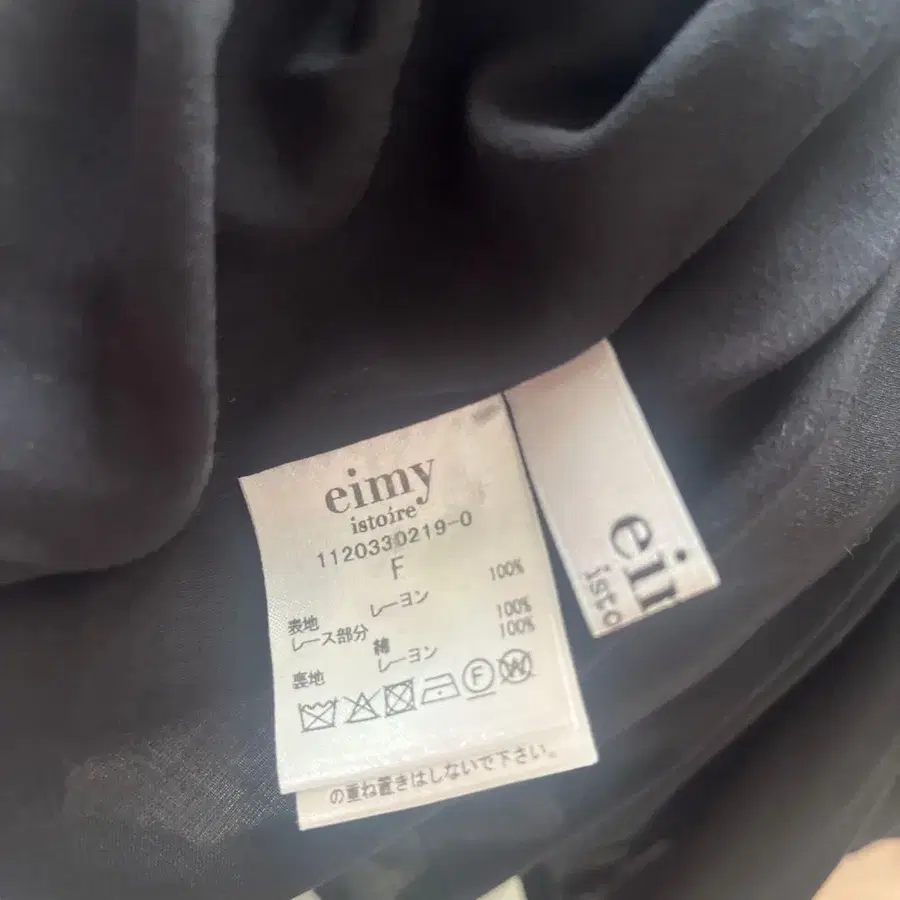 eimy
istoire
1120330219-0
F
表地 レーヨン 100%
レース部分 綿 100%
裏地 レーヨン 100%
F W
の重ね置きはしないで下さい。
eim
isto